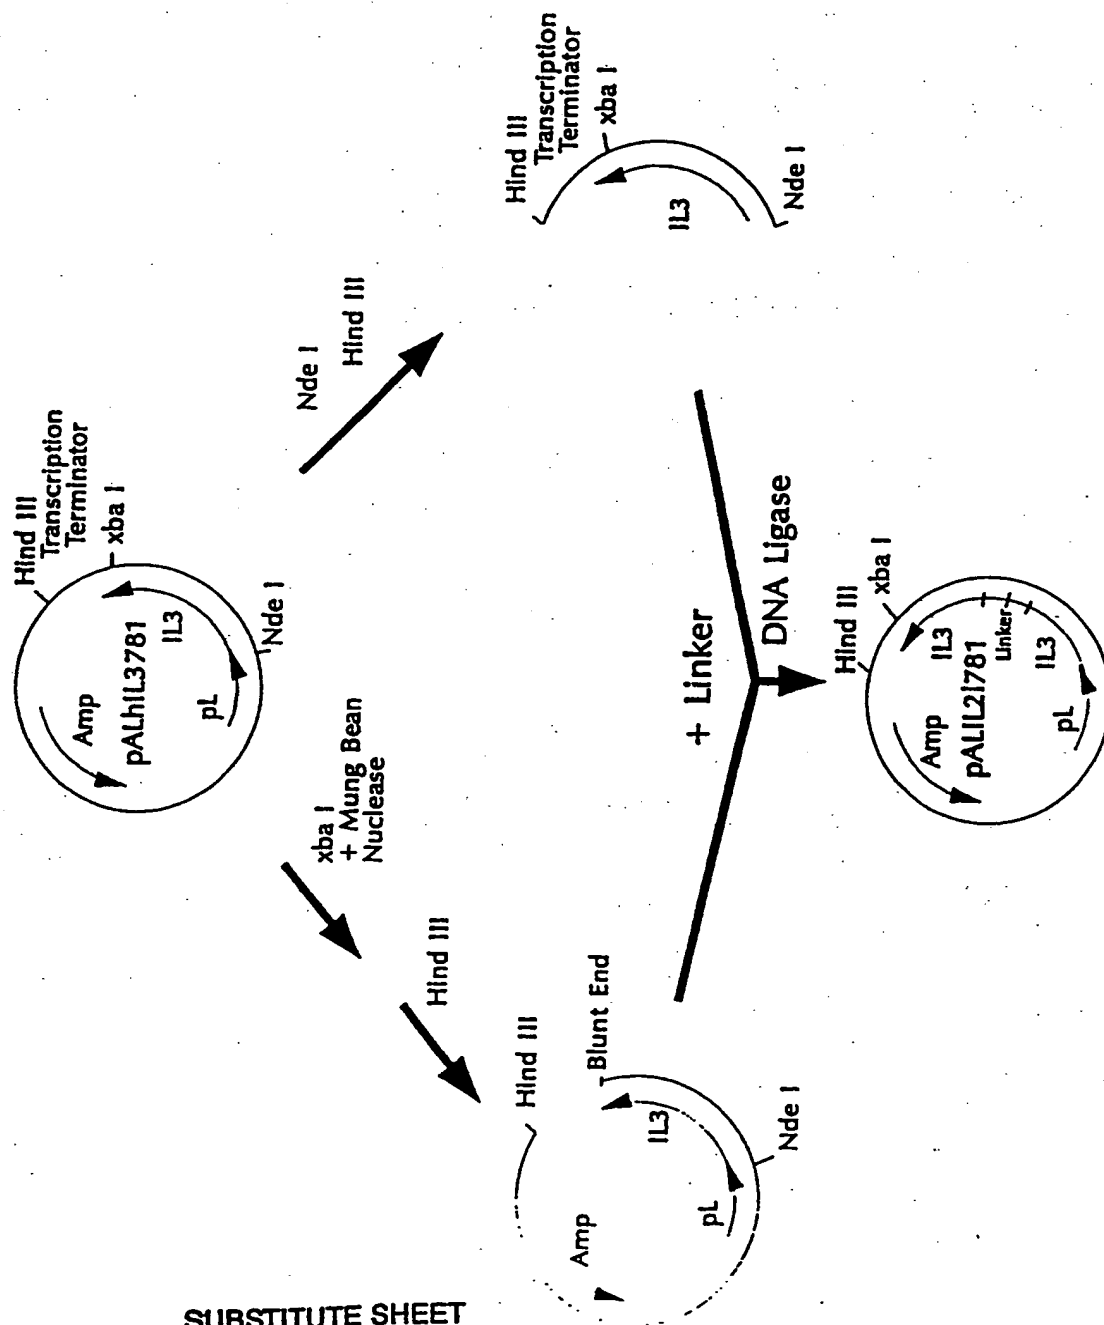 Hind III
Transcription
Terminator
xba I
Amp
pALhIL3781
IL3
pL
Nde I
xba I
+ Mung Bean
Nuclease
Hind III
Nde I
Hind III
Hind III
Blunt End
Amp
IL3
pL
Nde I
Hind III
Transcription
Terminator
xba I
IL3
Nde I
+ Linker
DNA Ligase
Hind III
xba I
Amp
pALIL2I781
IL3
Linker
IL3
pL
SUBSTITUTE SHEET